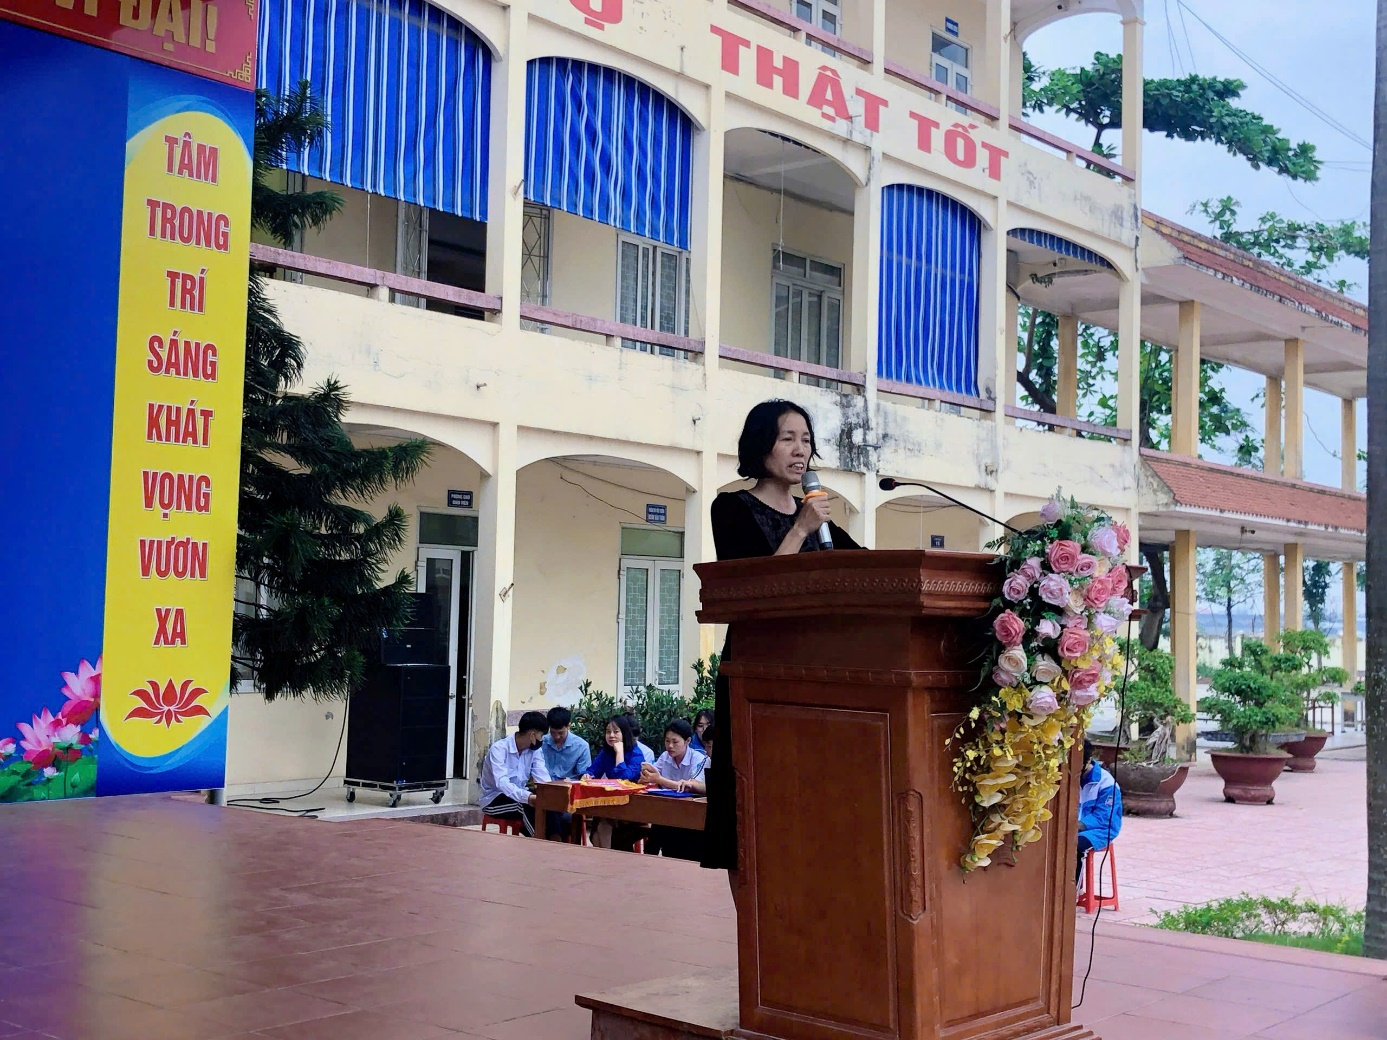 ĐẠI!
THẬT TỐT
TÂM
TRONG
TRÍ
SÁNG
KHÁT
VỌNG
VƯƠN
XA